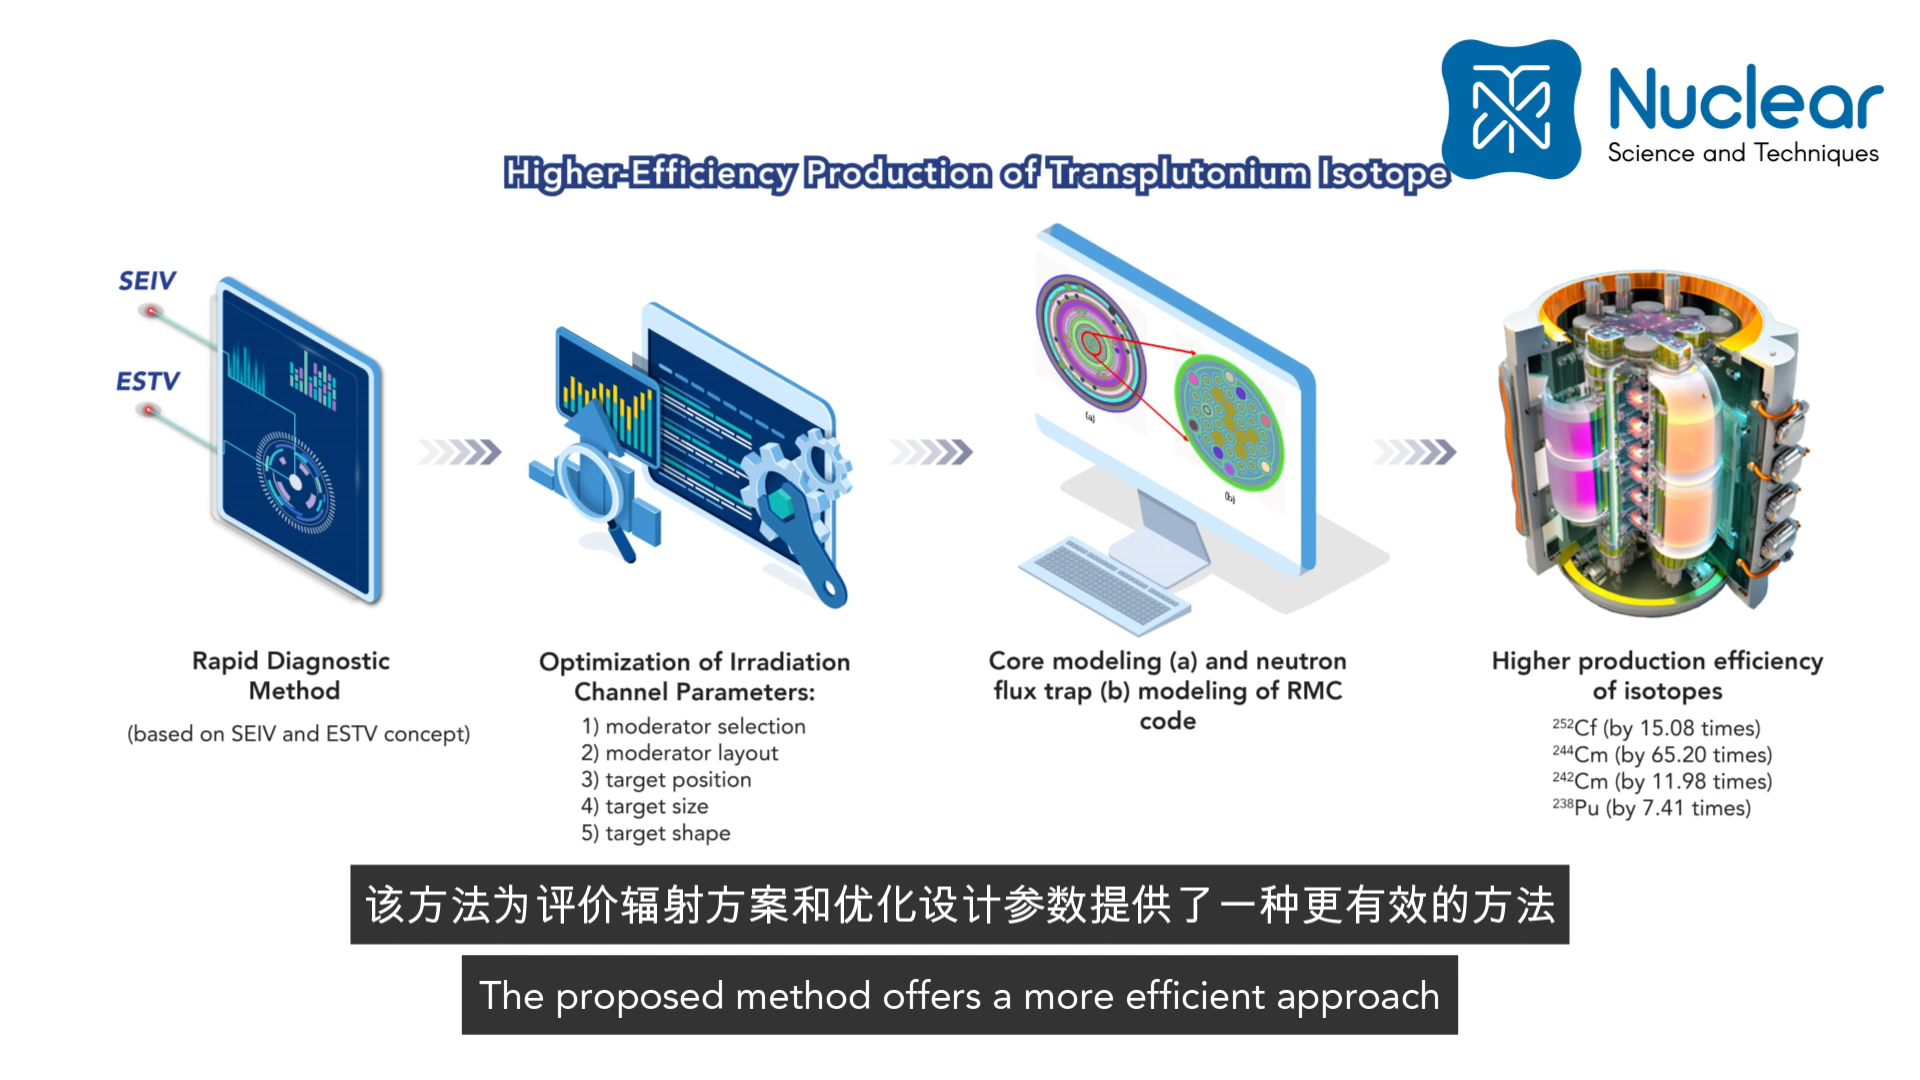 Nuclear
Science and Techniques
Higher-Efficiency Production of Transplutonium Isotope
SEIV
ESTV
(a)
(b)
Rapid Diagnostic
Method
(based on SEIV and ESTV concept)
Optimization of Irradiation
Channel Parameters:
1) moderator selection
2) moderator layout
3) target position
4) target size
5) target shape
Core modeling (a) and neutron
flux trap (b) modeling of RMC
code
Higher production efficiency
of isotopes
²⁵²Cf (by 15.08 times)
²⁴⁴Cm (by 65.20 times)
²⁴²Cm (by 11.98 times)
²³⁸Pu (by 7.41 times)
该方法为评价辐射方案和优化设计参数提供了一种更有效的方法
The proposed method offers a more efficient approach